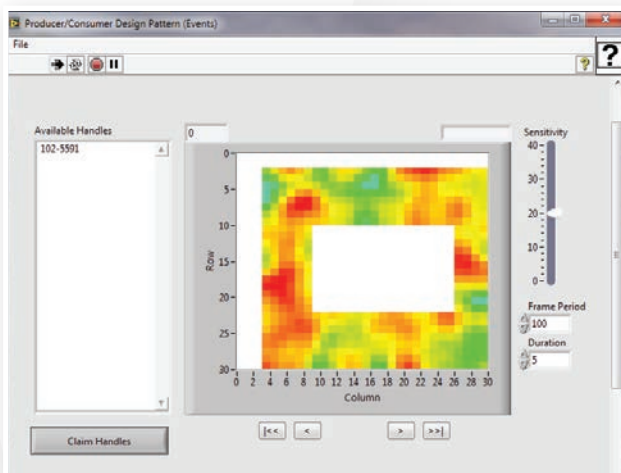 Producer/Consumer Design Pattern (Events)
File
?
?
Available Handles
102-5591
0
Sensitivity
40
30
20
10
0
Row
0
5
10
15
20
25
30
0 2 4 6 8 10 12 14 16 18 20 22 24 26 28 30
Column
Frame Period
100
Duration
5
|<< < > >>|
Claim Handles